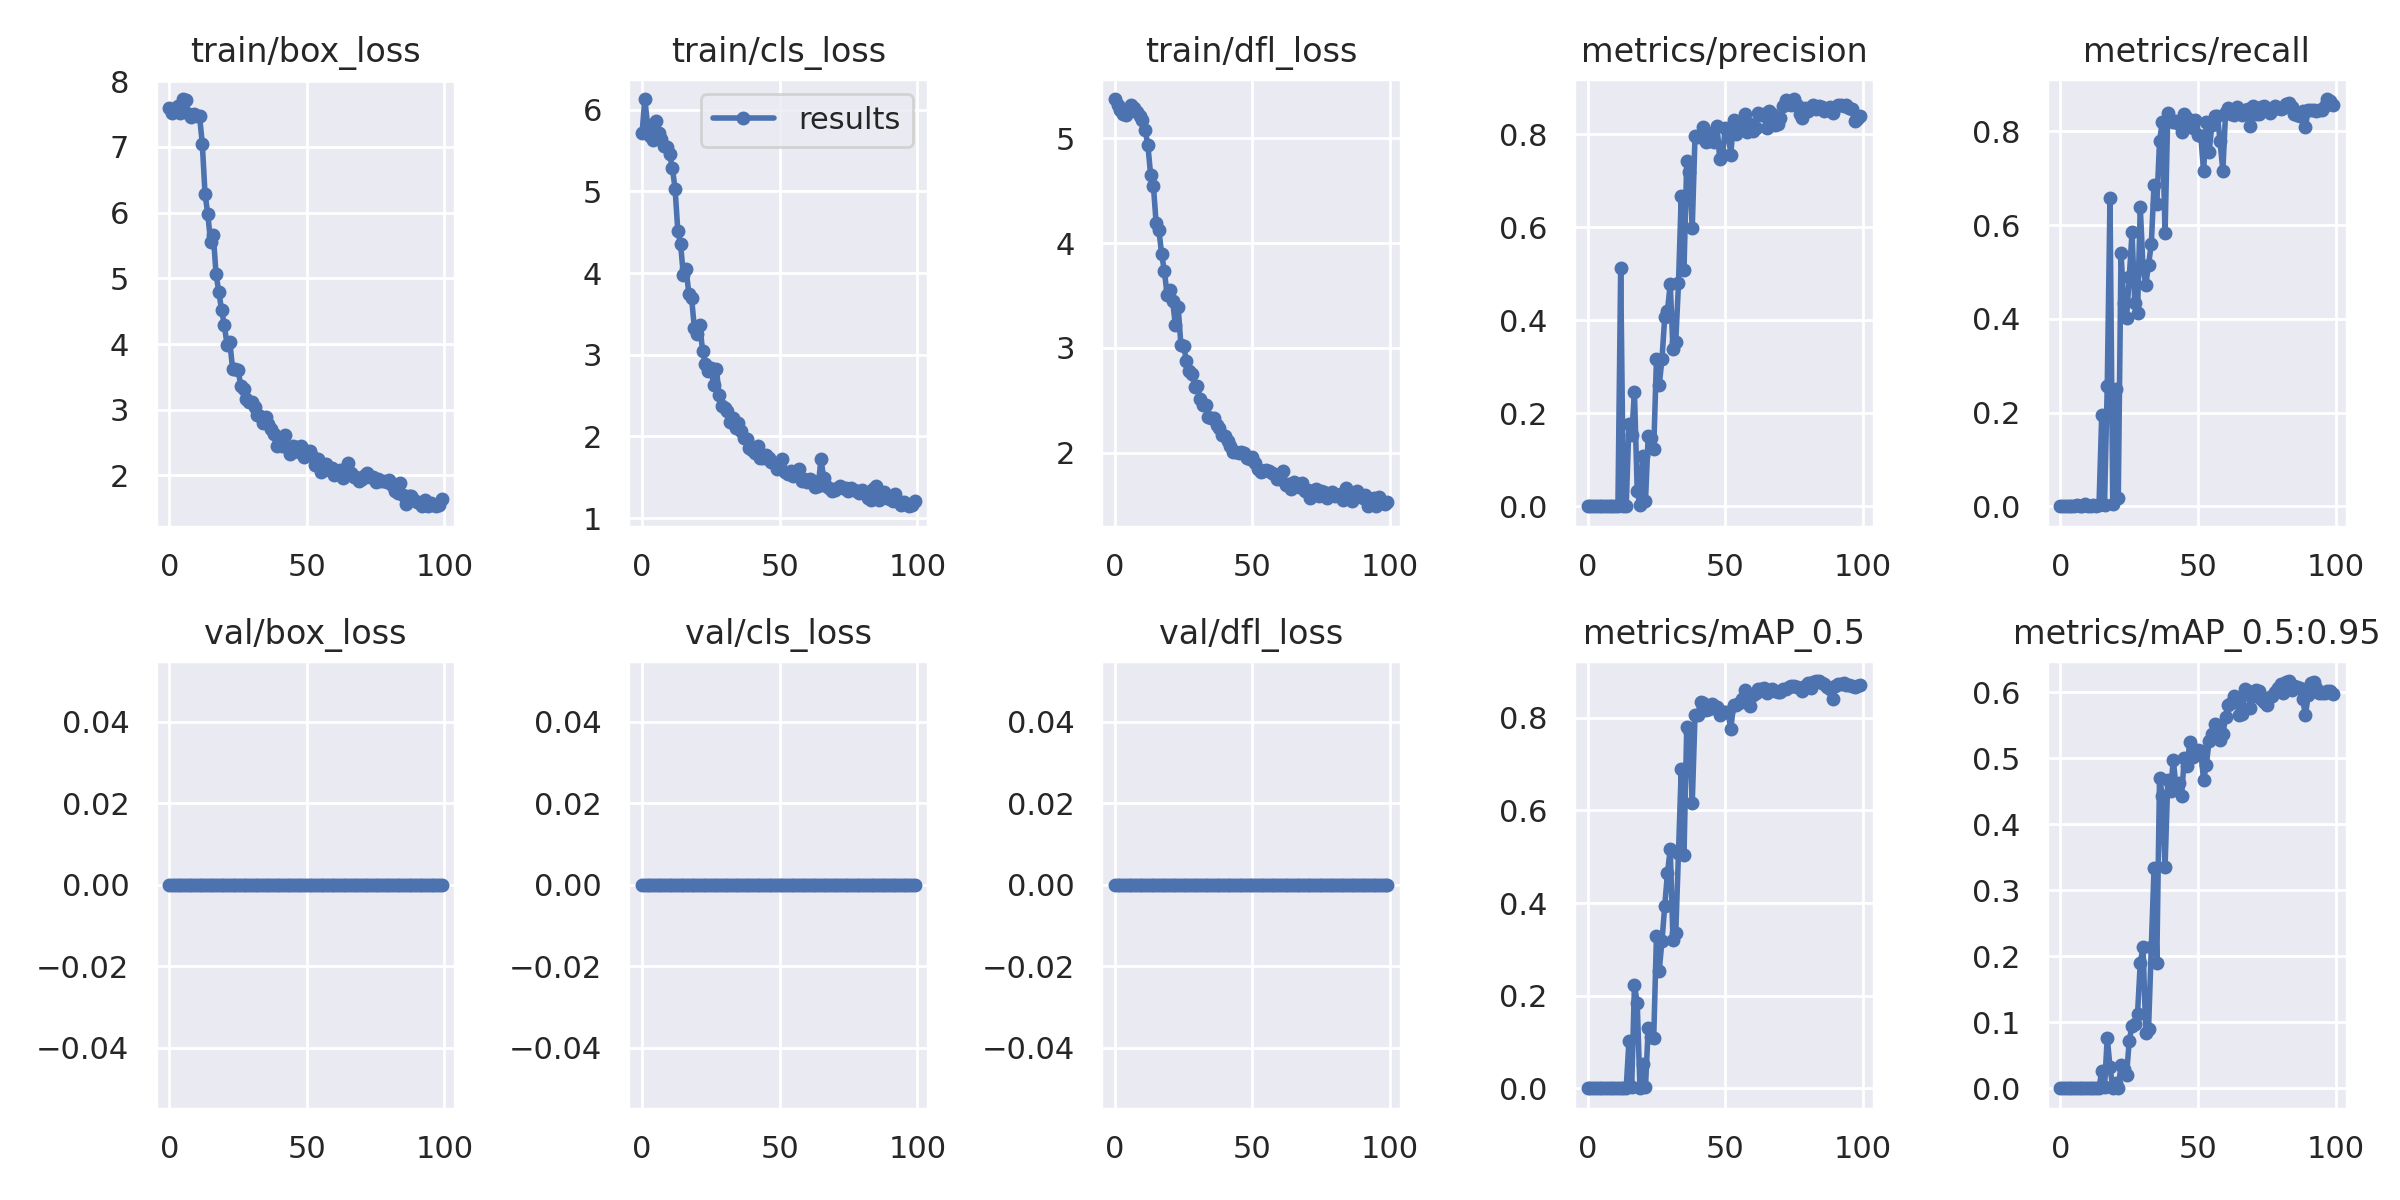 train/box_loss
8
7
6
5
4
3
2
0 50 100
train/cls_loss
results
6
5
4
3
2
1
0 50 100
train/dfl_loss
5
4
3
2
0 50 100
metrics/precision
0.8
0.6
0.4
0.2
0.0
0 50 100
metrics/recall
0.8
0.6
0.4
0.2
0.0
0 50 100
val/box_loss
0.04
0.02
0.00
−0.02
−0.04
0 50 100
val/cls_loss
0.04
0.02
0.00
−0.02
−0.04
0 50 100
val/dfl_loss
0.04
0.02
0.00
−0.02
−0.04
0 50 100
metrics/mAP_0.5
0.8
0.6
0.4
0.2
0.0
0 50 100
metrics/mAP_0.5:0.95
0.6
0.5
0.4
0.3
0.2
0.1
0.0
0 50 100